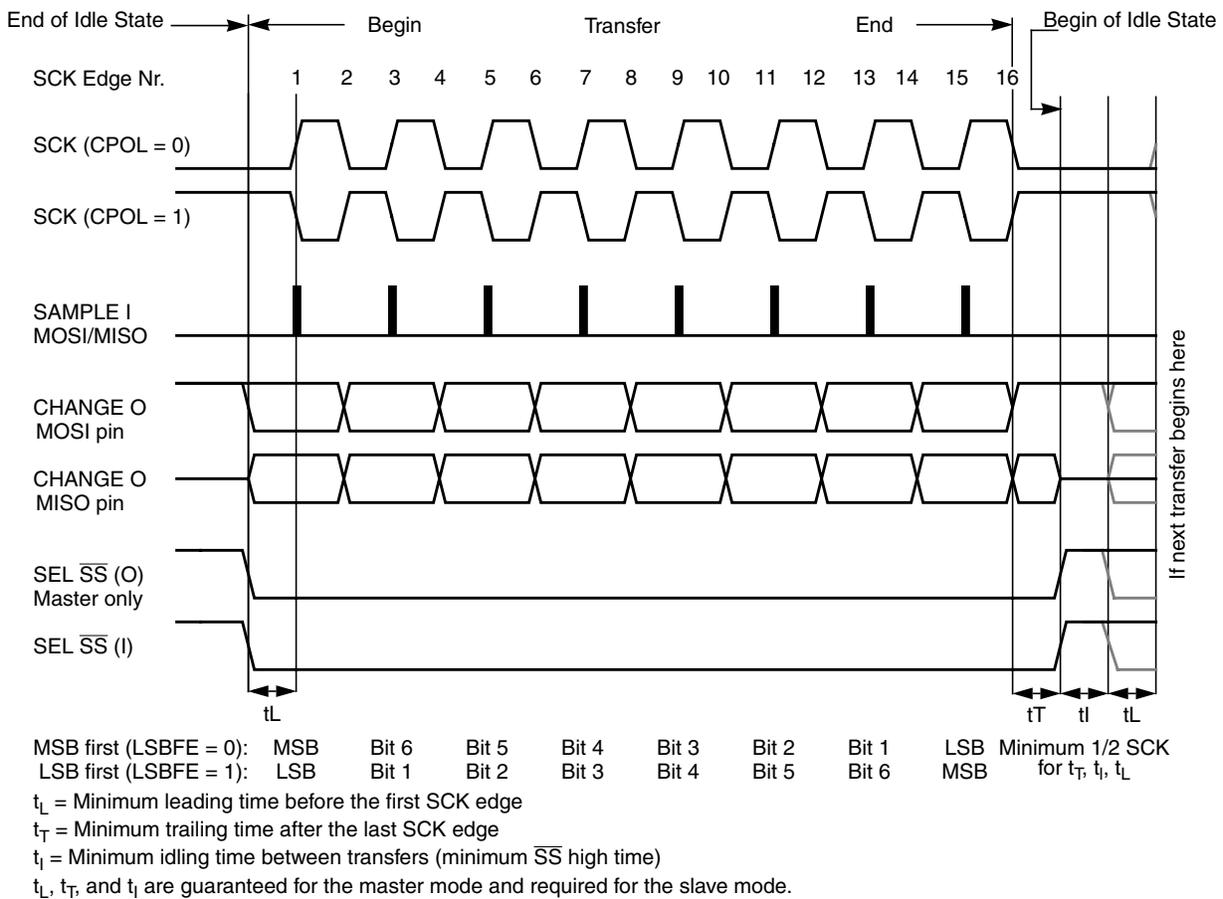 End of Idle State
Begin
Transfer
End
Begin of Idle State
SCK Edge Nr.
1 2 3 4 5 6 7 8 9 10 11 12 13 14 15 16
SCK (CPOL = 0)
SCK (CPOL = 1)
SAMPLE I
MOSI/MISO
CHANGE O
MOSI pin
CHANGE O
MISO pin
SEL S̅S̅ (O)
Master only
SEL S̅S̅ (I)
If next transfer begins here
tL
tT tI tL
MSB first (LSBFE = 0): MSB Bit 6 Bit 5 Bit 4 Bit 3 Bit 2 Bit 1 LSB
LSB first (LSBFE = 1): LSB Bit 1 Bit 2 Bit 3 Bit 4 Bit 5 Bit 6 MSB
Minimum 1/2 SCK
for tT, tI, tL
tL = Minimum leading time before the first SCK edge
tT = Minimum trailing time after the last SCK edge
tI = Minimum idling time between transfers (minimum S̅S̅ high time)
tL, tT, and tI are guaranteed for the master mode and required for the slave mode.